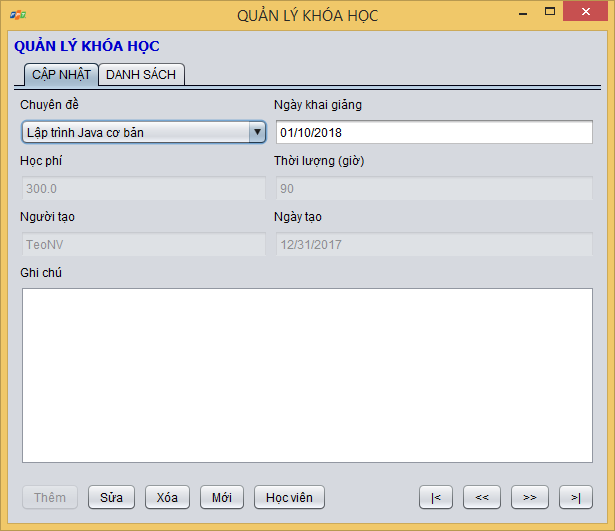 QUẢN LÝ KHÓA HỌC
QUẢN LÝ KHÓA HỌC
CẬP NHẬT DANH SÁCH
Chuyên đề Ngày khai giảng
Lập trình Java cơ bản 01/10/2018
Học phí Thời lượng (giờ)
300.0 90
Người tạo Ngày tạo
TeoNV 12/31/2017
Ghi chú
Thêm Sửa Xóa Mới Học viên |< << >> >|